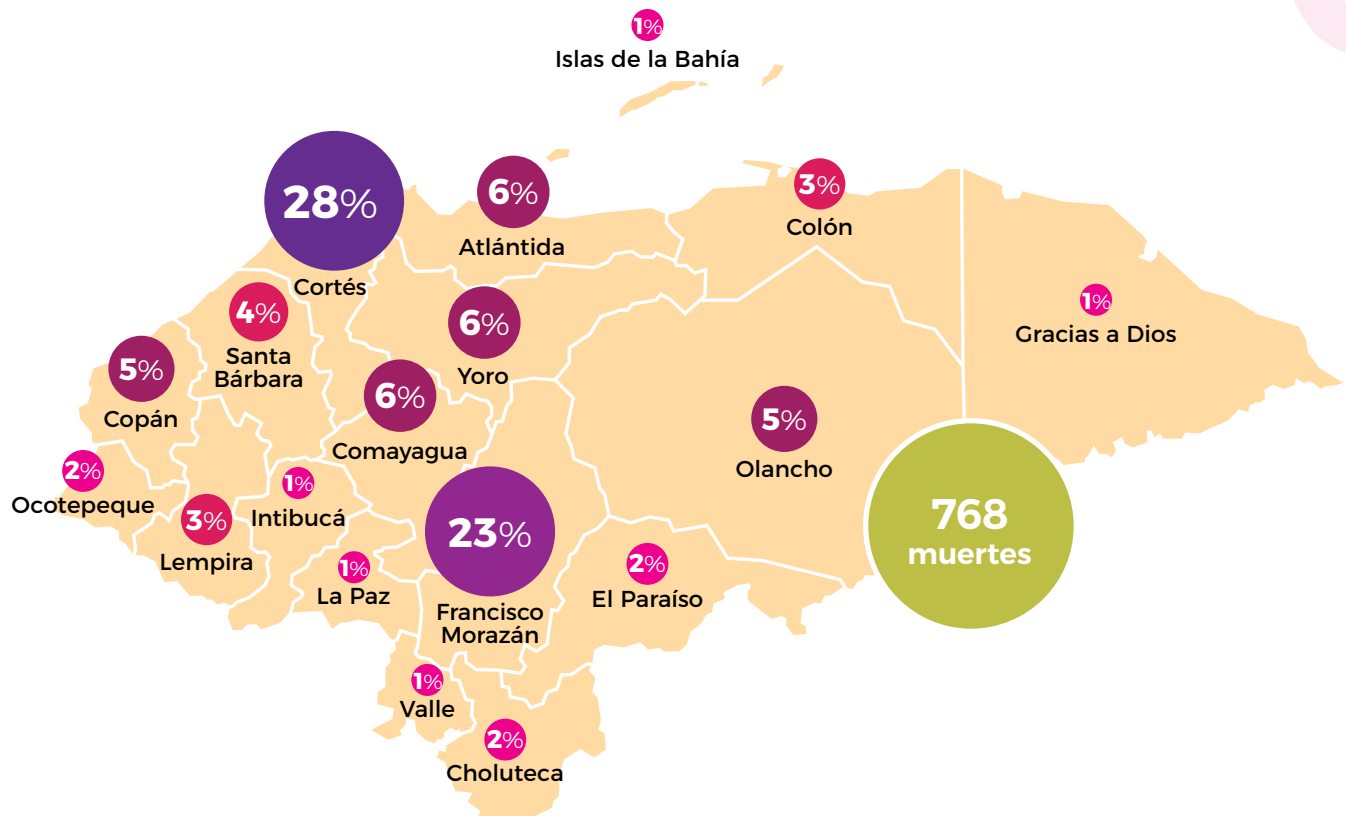 1%
Islas de la Bahía
28%
Cortés
6%
Atlántida
3%
Colón
1%
Gracias a Dios
4%
Santa
Bárbara
6%
Yoro
5%
Copán
6%
Comayagua
5%
Olancho
2%
Ocotepeque
3%
Lempira
1%
Intibucá
23%
Francisco
Morazán
768
muertes
1%
La Paz
2%
El Paraíso
1%
Valle
2%
Choluteca